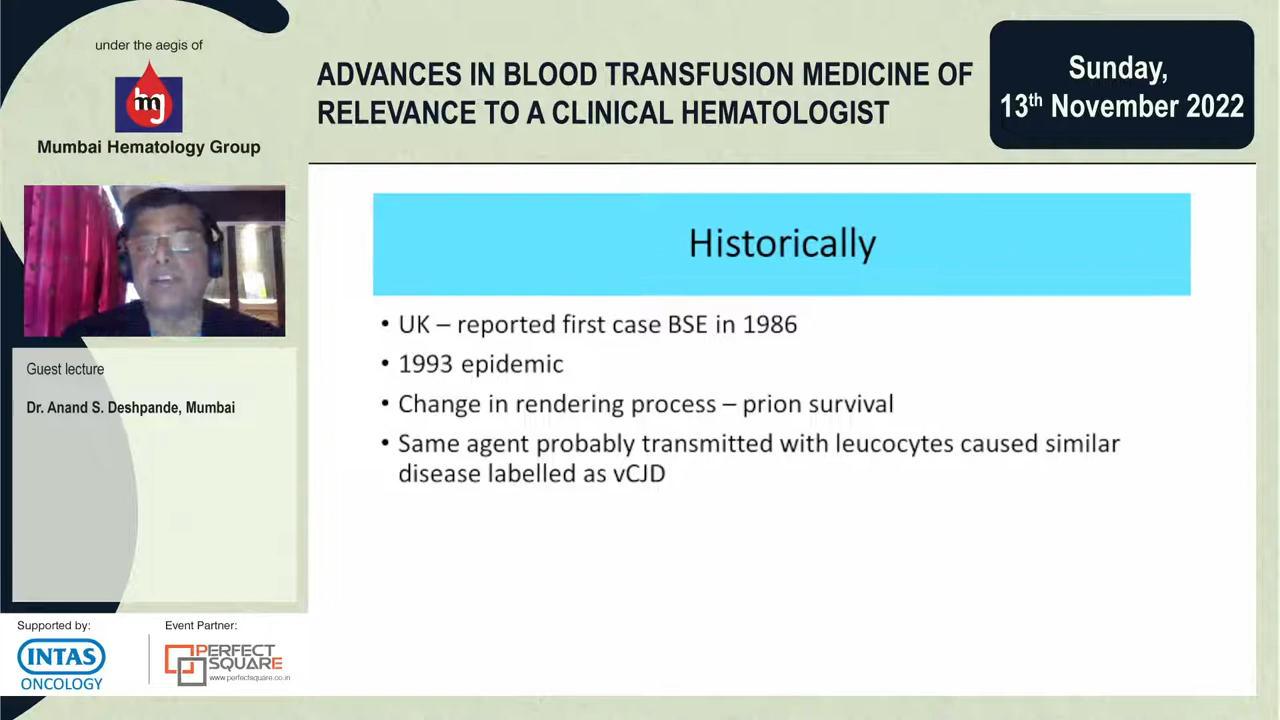 under the aegis of
mg
Mumbai Hematology Group
ADVANCES IN BLOOD TRANSFUSION MEDICINE OF
RELEVANCE TO A CLINICAL HEMATOLOGIST
Sunday,
13th November 2022
Guest lecture
Dr. Anand S. Deshpande, Mumbai
Historically
• UK – reported first case BSE in 1986
• 1993 epidemic
• Change in rendering process – prion survival
• Same agent probably transmitted with leucocytes caused similar
disease labelled as vCJD
Supported by:
INTAS
ONCOLOGY
Event Partner:
PERFECT
SQUARE
www.perfectsquare.co.in